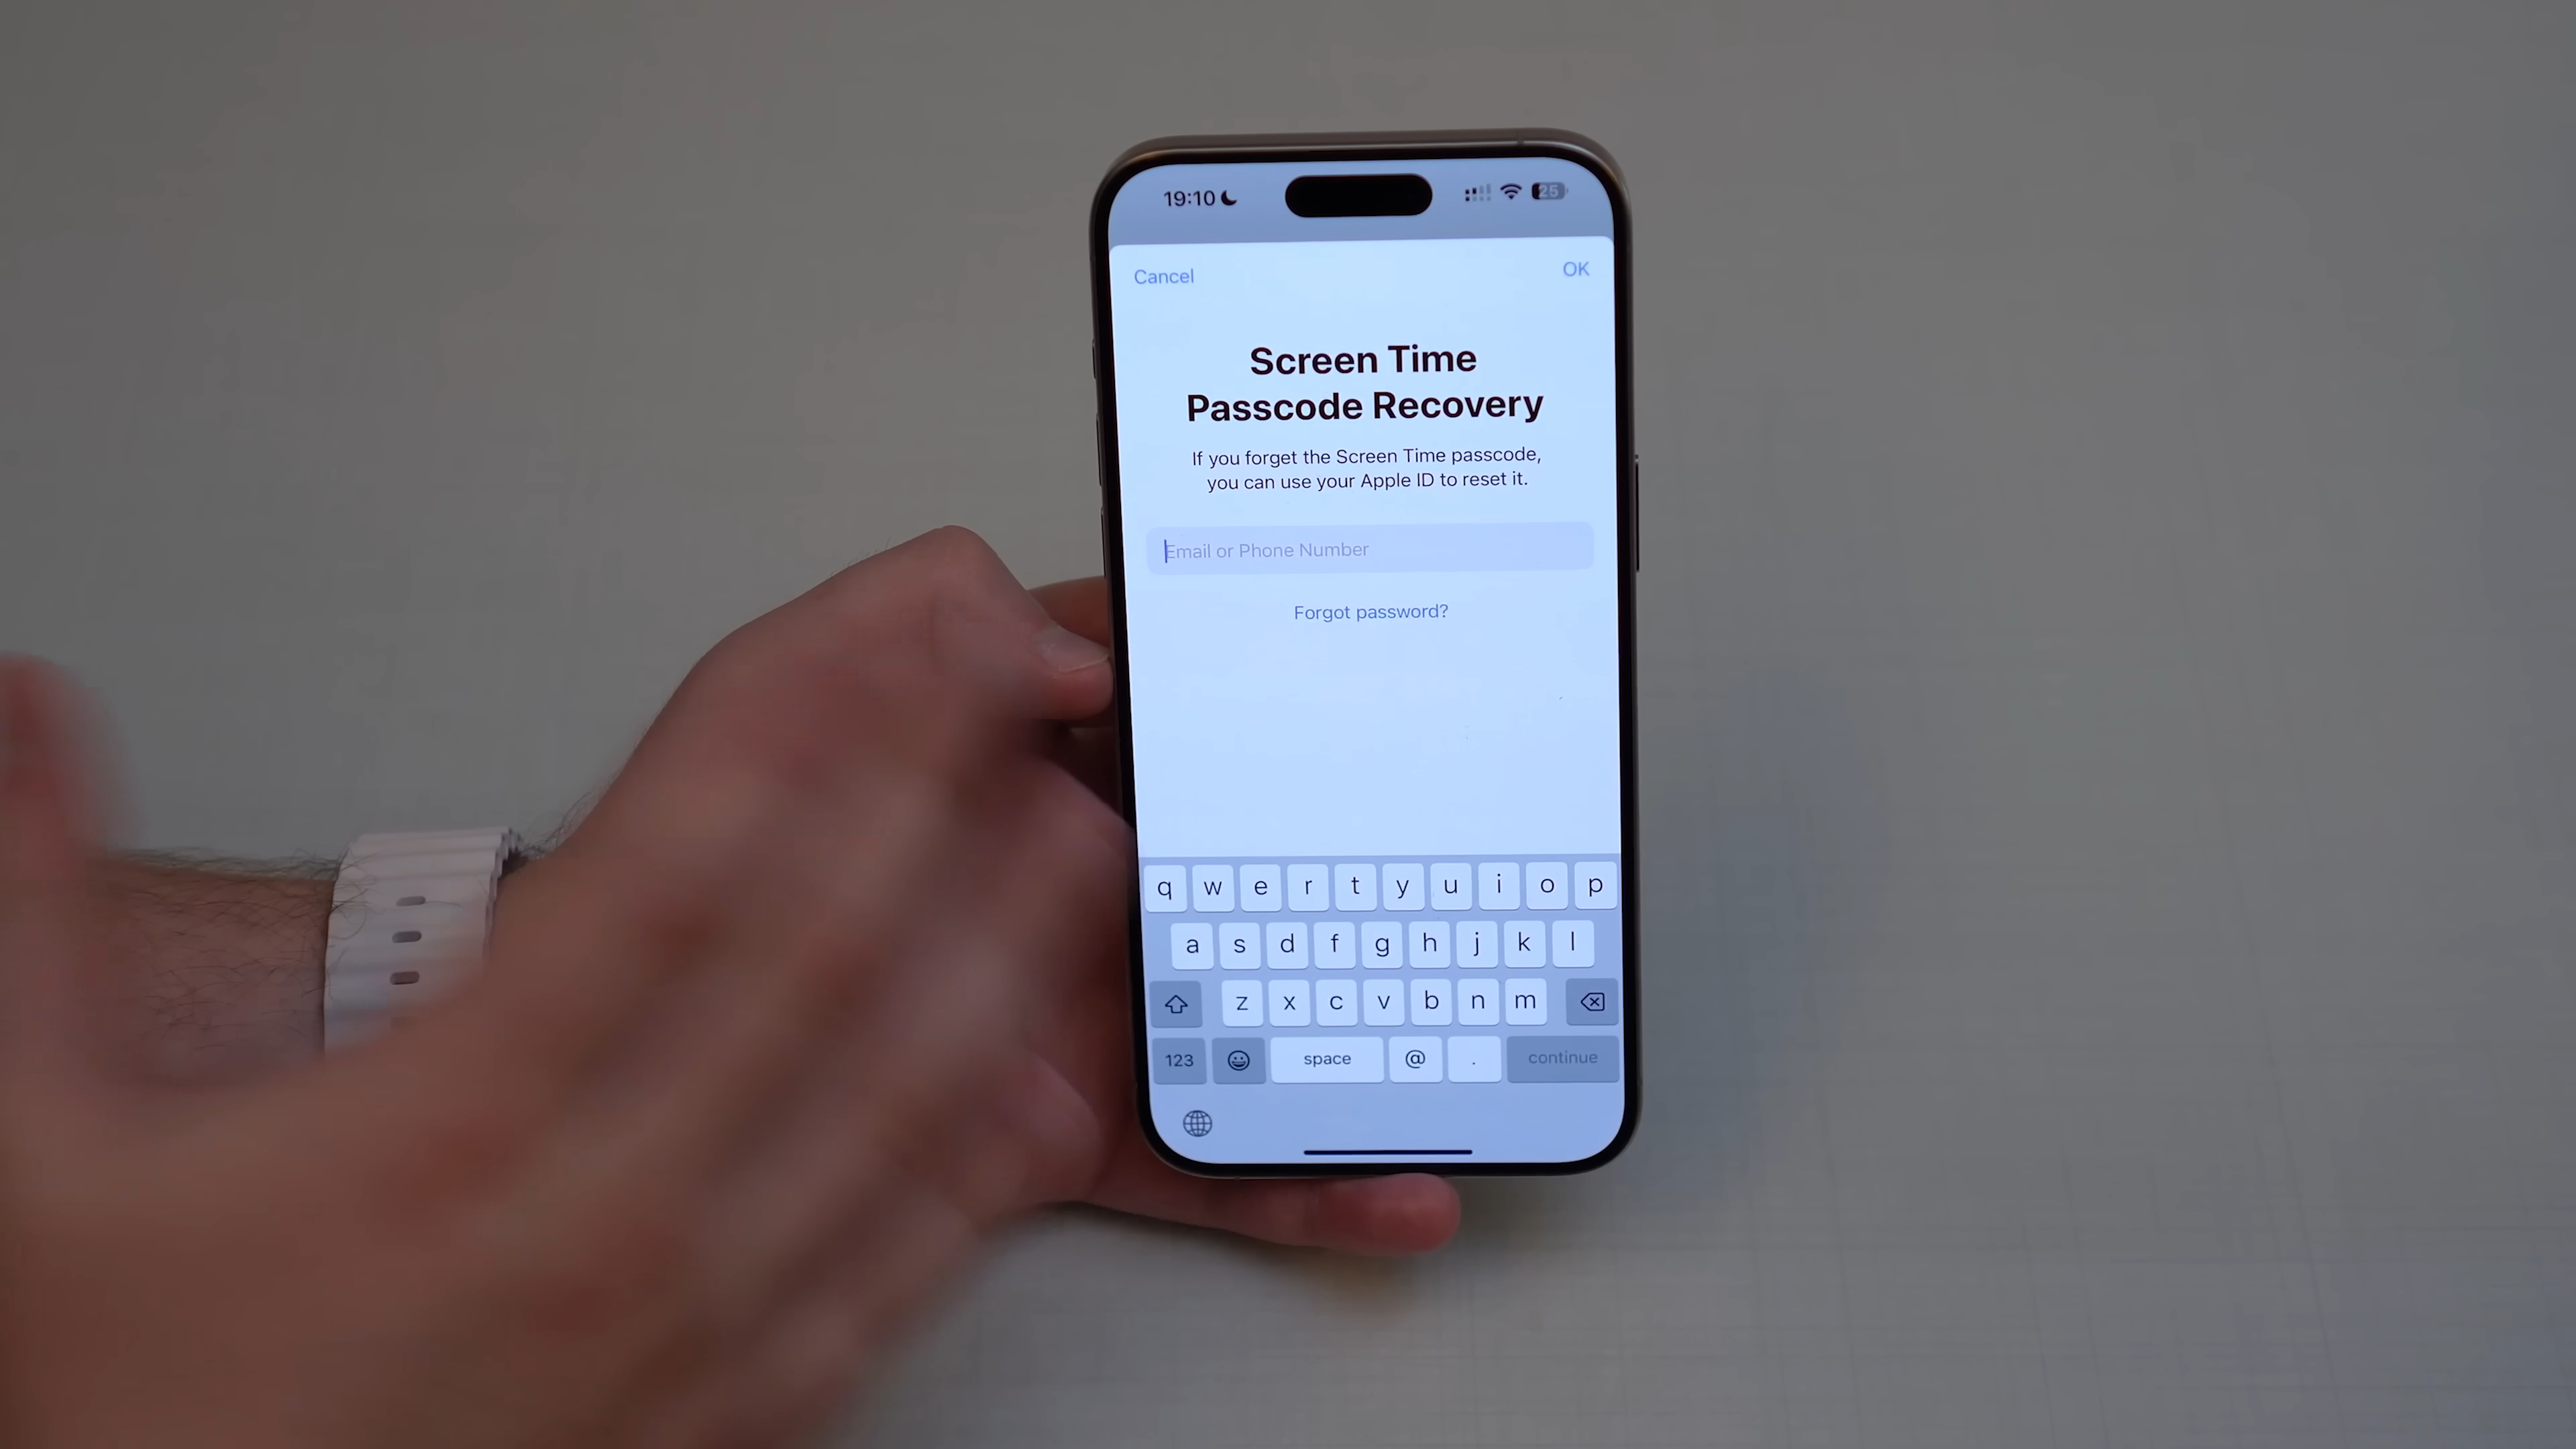 19:10
25
Cancel
OK
Screen Time
Passcode Recovery
If you forget the Screen Time passcode,
you can use your Apple ID to reset it.
Email or Phone Number
Forgot password?
q w e r t y u i o p
a s d f g h j k l
z x c v b n m
123 space @ . continue